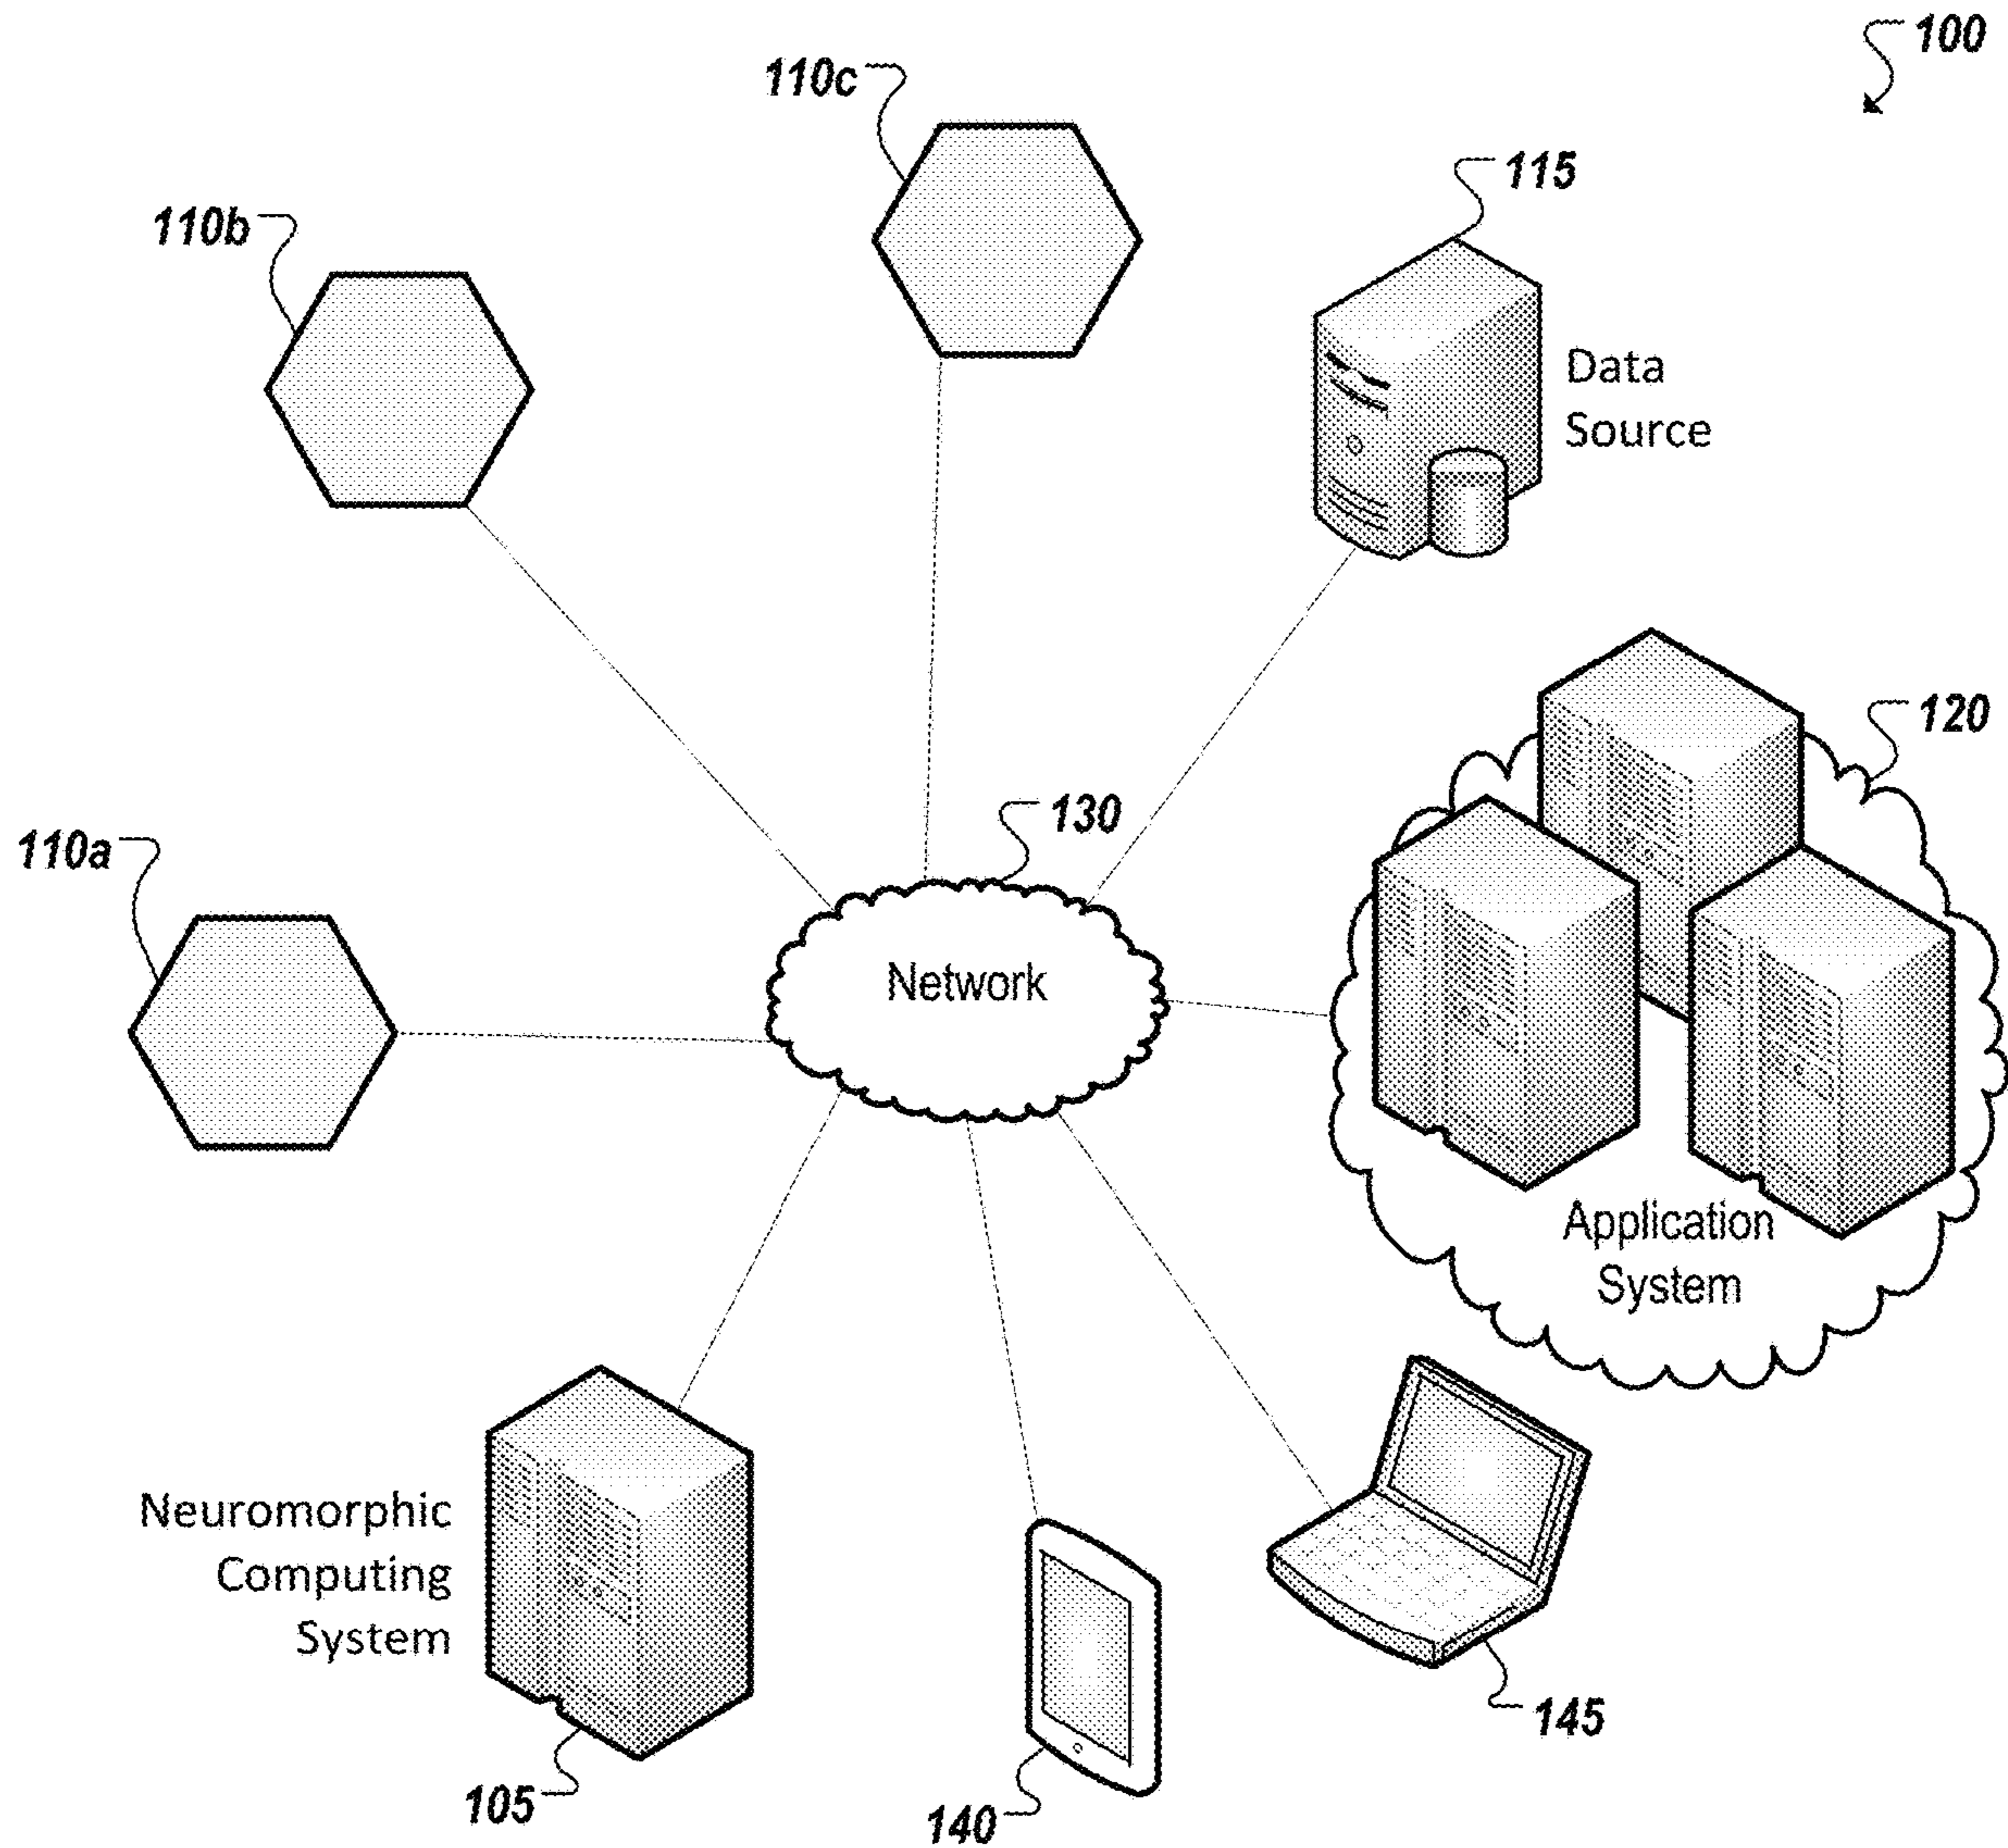 100
110c
115
110b
Data
Source
120
130
110a
Network
Application
System
Neuromorphic
Computing
System
145
105
140